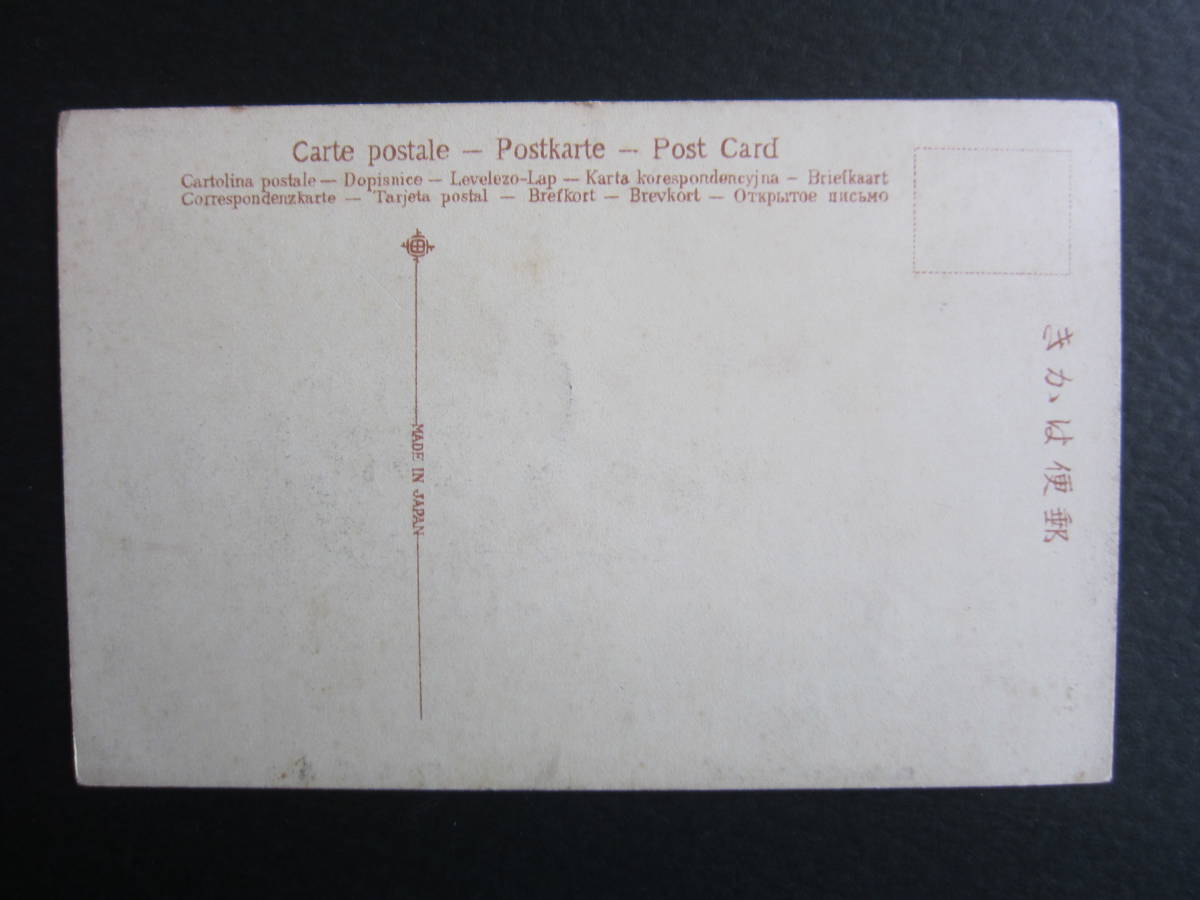 Carte postale — Postkarte — Post Card
Cartolina postale — Dopisnice — Levelezo-Lap — Karta korespondencyjna — Briefkaart
Correspondenzkarte — Tarjeta postal — Brefkort — Brevkort — Открытое письмо
MADE IN JAPAN
きかは便郵